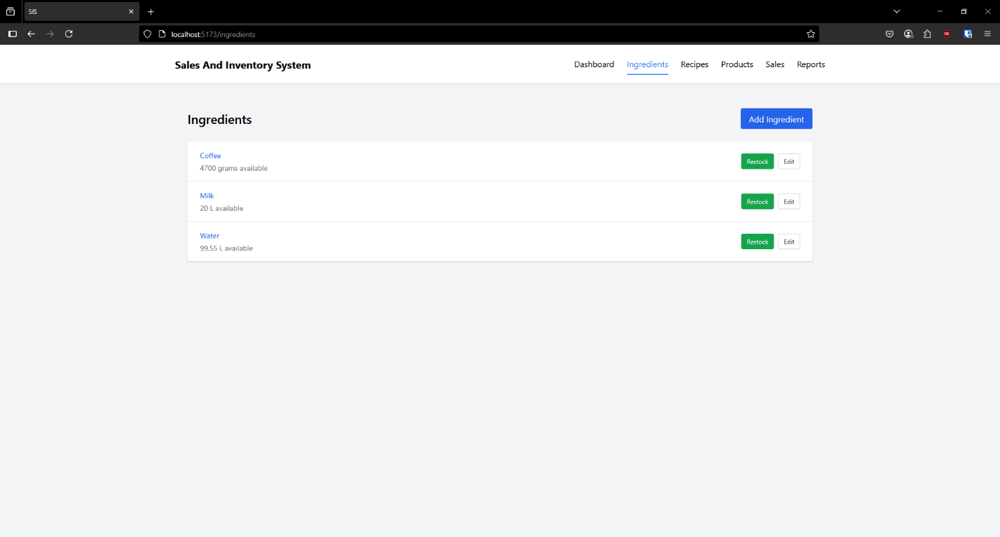 SIS
localhost:5173/ingredients
Sales And Inventory System
Dashboard Ingredients Recipes Products Sales Reports
Ingredients
Add Ingredient
Coffee
4700 grams available
Restock Edit
Milk
20 L available
Restock Edit
Water
99.55 L available
Restock Edit